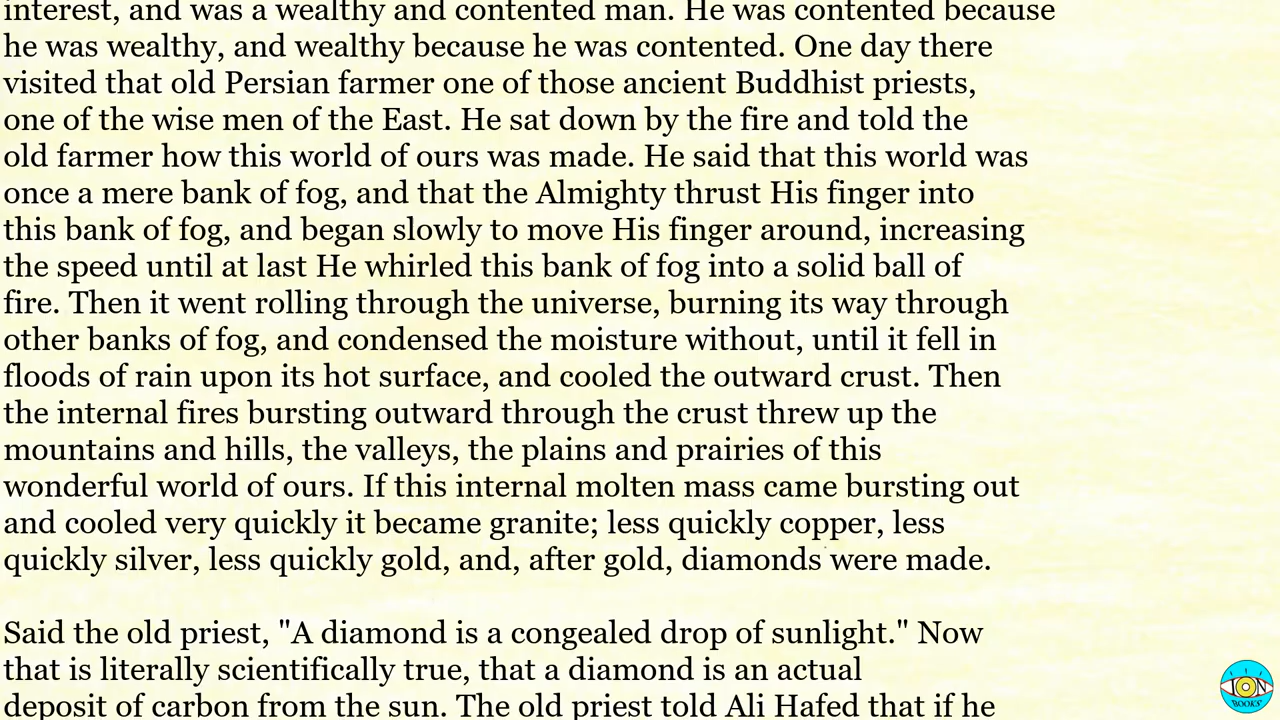 interest, and was a wealthy and contented man. He was contented because
he was wealthy, and wealthy because he was contented. One day there
visited that old Persian farmer one of those ancient Buddhist priests,
one of the wise men of the East. He sat down by the fire and told the
old farmer how this world of ours was made. He said that this world was
once a mere bank of fog, and that the Almighty thrust His finger into
this bank of fog, and began slowly to move His finger around, increasing
the speed until at last He whirled this bank of fog into a solid ball of
fire. Then it went rolling through the universe, burning its way through
other banks of fog, and condensed the moisture without, until it fell in
floods of rain upon its hot surface, and cooled the outward crust. Then
the internal fires bursting outward through the crust threw up the
mountains and hills, the valleys, the plains and prairies of this
wonderful world of ours. If this internal molten mass came bursting out
and cooled very quickly it became granite; less quickly copper, less
quickly silver, less quickly gold, and, after gold, diamonds were made.
Said the old priest, "A diamond is a congealed drop of sunlight." Now
that is literally scientifically true, that a diamond is an actual
deposit of carbon from the sun. The old priest told Ali Hafed that if he
ION
BOOKS